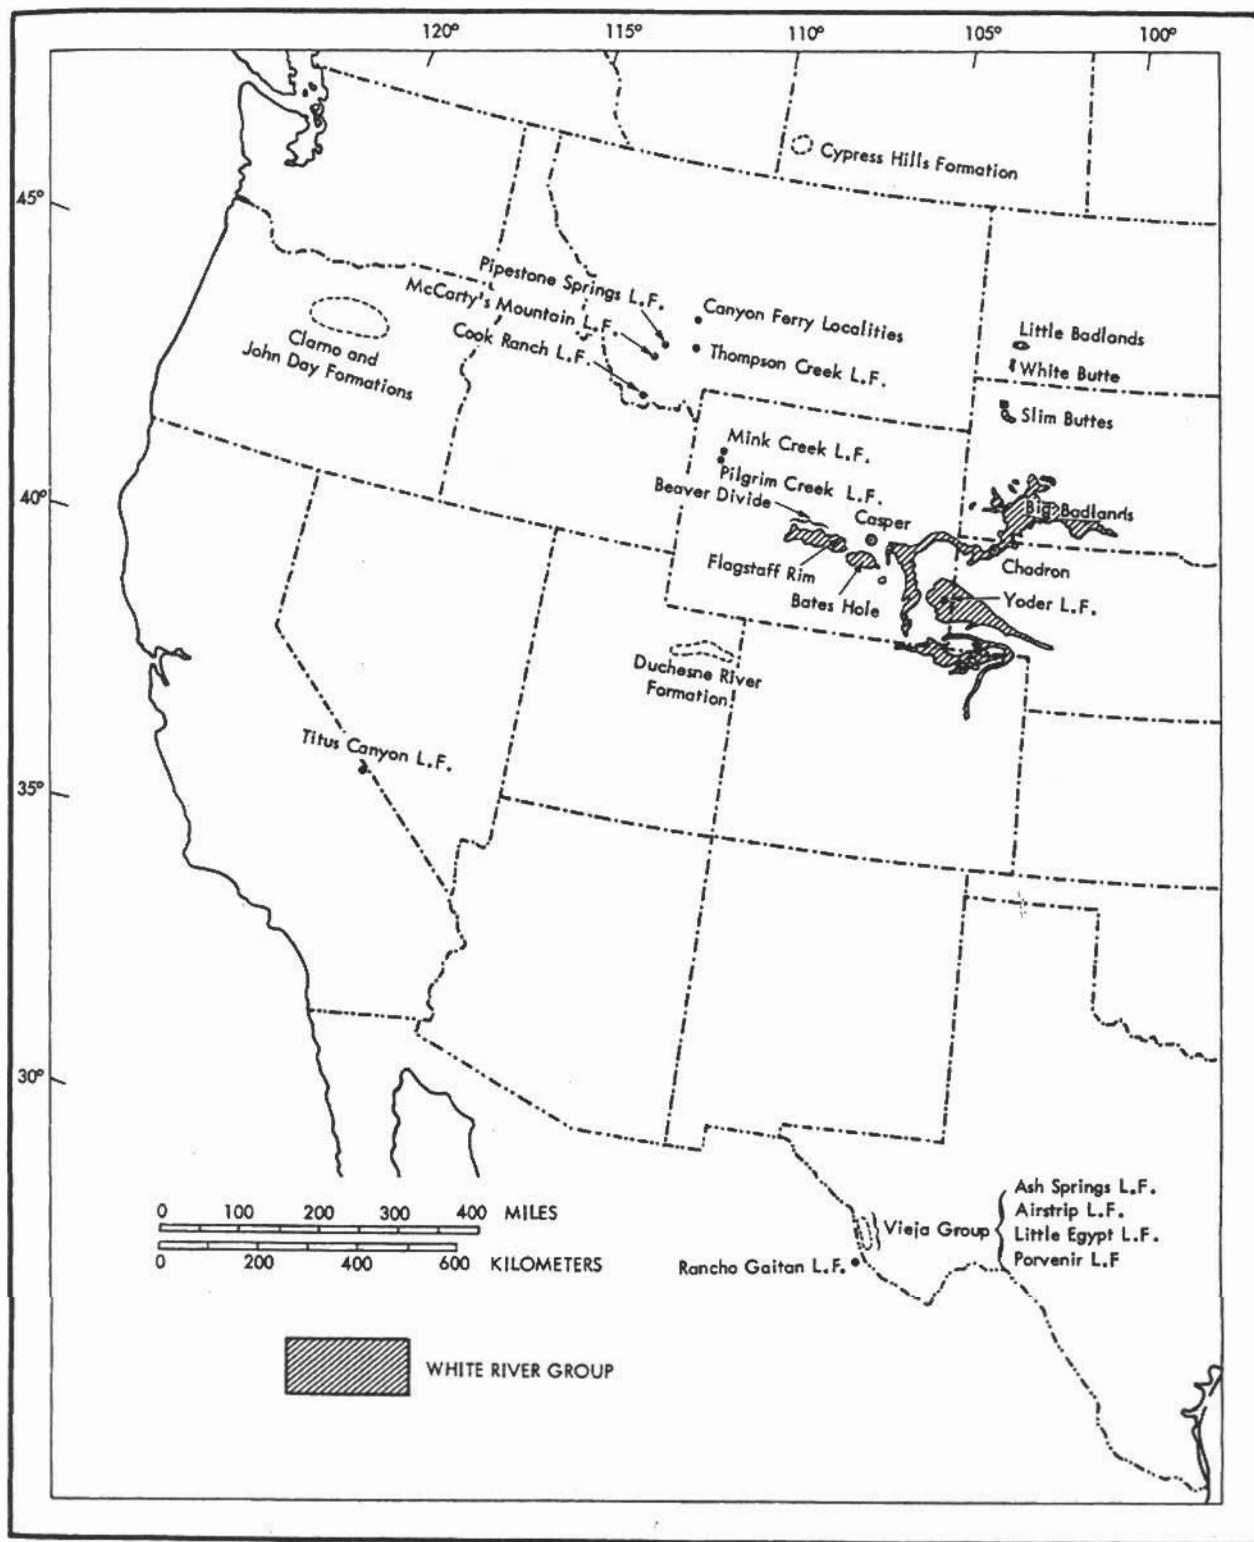 120°
115°
110°
105°
100°
45°
40°
35°
30°
Cypress Hills Formation
Pipestone Springs L.F.
McCarty's Mountain L.F.
Cook Ranch L.F.
Canyon Ferry Localities
Thompson Creek L.F.
Clarno and
John Day Formations
Little Badlands
White Butte
Slim Buttes
Mink Creek L.F.
Pilgrim Creek L.F.
Beaver Divide
Casper
Big Badlands
Flagstaff Rim
Bates Hole
Chadron
Yoder L.F.
Duchesne River
Formation
Titus Canyon L.F.
Ash Springs L.F.
Airstrip L.F.
Vieja Group
Little Egypt L.F.
Porvenir L.F
Rancho Gaitan L.F.
0 100 200 300 400 MILES
0 200 400 600 KILOMETERS
WHITE RIVER GROUP